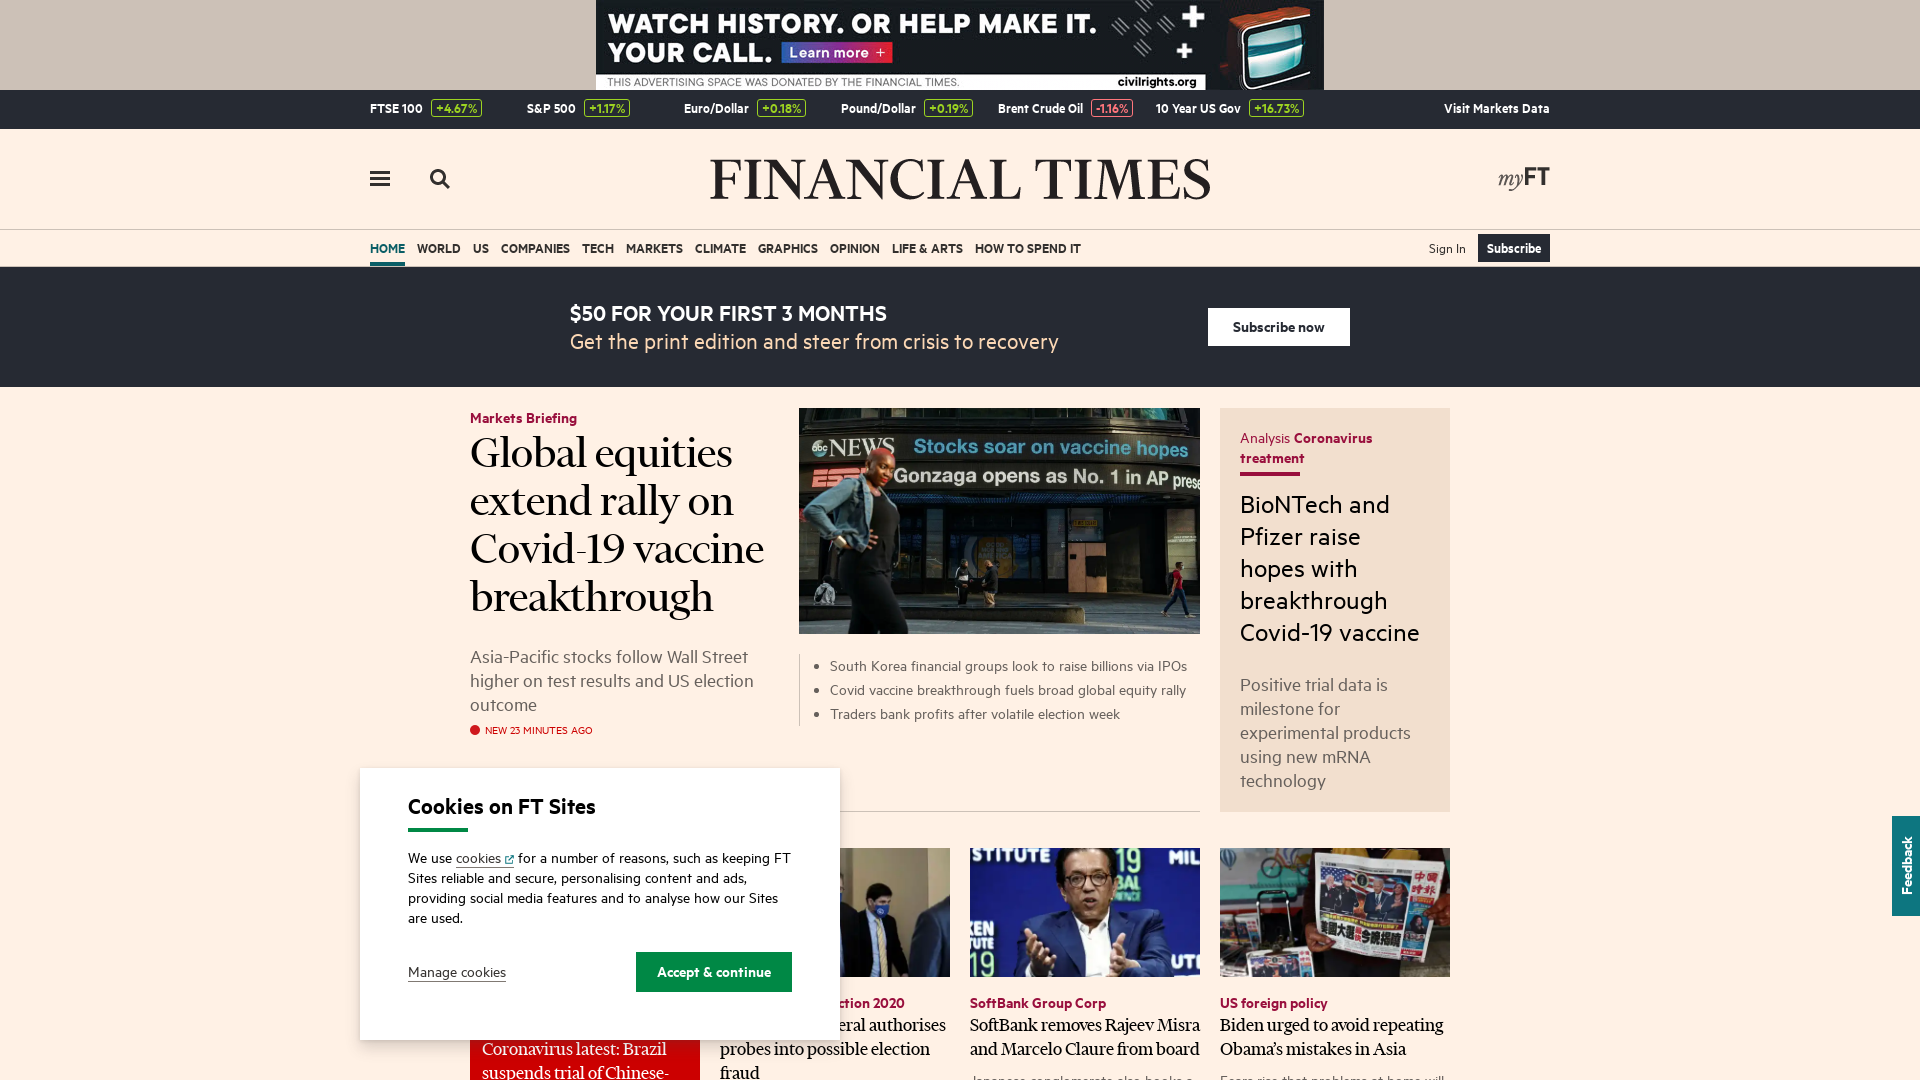 WATCH HISTORY. OR HELP MAKE IT.
YOUR CALL. Learn more +
THIS ADVERTISING SPACE WAS DONATED BY THE FINANCIAL TIMES. civilrights.org
FTSE 100 +4.67% S&P 500 +1.17% Euro/Dollar +0.18% Pound/Dollar +0.19% Brent Crude Oil -1.16% 10 Year US Gov +16.73% Visit Markets Data
FINANCIAL TIMES
myFT
HOME WORLD US COMPANIES TECH MARKETS CLIMATE GRAPHICS OPINION LIFE & ARTS HOW TO SPEND IT Sign In Subscribe
$50 FOR YOUR FIRST 3 MONTHS
Get the print edition and steer from crisis to recovery
Subscribe now
Markets Briefing
Global equities
extend rally on
Covid-19 vaccine
breakthrough
Asia-Pacific stocks follow Wall Street
higher on test results and US election
outcome
NEW 23 MINUTES AGO
abc NEWS Stocks soar on vaccine hopes
Gonzaga opens as No. 1 in AP prese
South Korea financial groups look to raise billions via IPOs
Covid vaccine breakthrough fuels broad global equity rally
Traders bank profits after volatile election week
Analysis Coronavirus
treatment
BioNTech and
Pfizer raise
hopes with
breakthrough
Covid-19 vaccine
Positive trial data is
milestone for
experimental products
using new mRNA
technology
Cookies on FT Sites
We use cookies for a number of reasons, such as keeping FT
Sites reliable and secure, personalising content and ads,
providing social media features and to analyse how our Sites
are used.
Manage cookies
Accept & continue
Coronavirus latest: Brazil
suspends trial of Chinese-
ction 2020
eral authorises
probes into possible election
fraud
SoftBank Group Corp
SoftBank removes Rajeev Misra
and Marcelo Claure from board
US foreign policy
Biden urged to avoid repeating
Obama's mistakes in Asia
Feedback